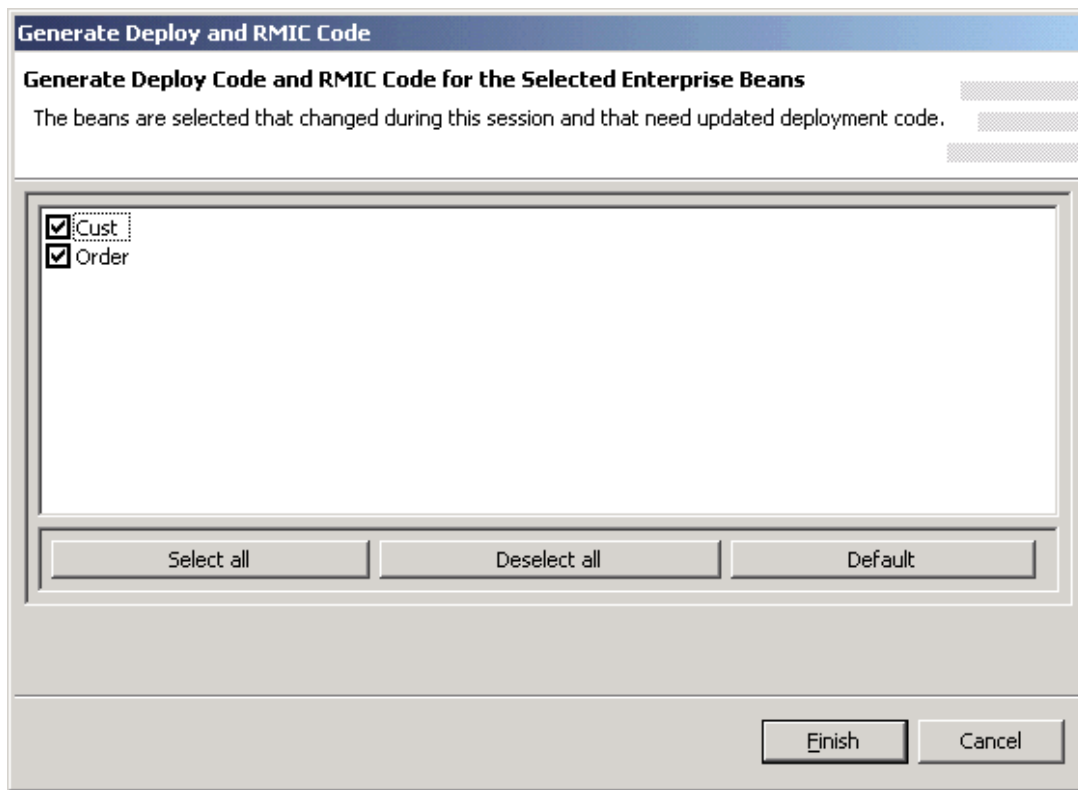 Generate Deploy and RMIC Code
Generate Deploy Code and RMIC Code for the Selected Enterprise Beans
The beans are selected that changed during this session and that need updated deployment code.
Cust
Order
Select all Deselect all Default
Finish Cancel